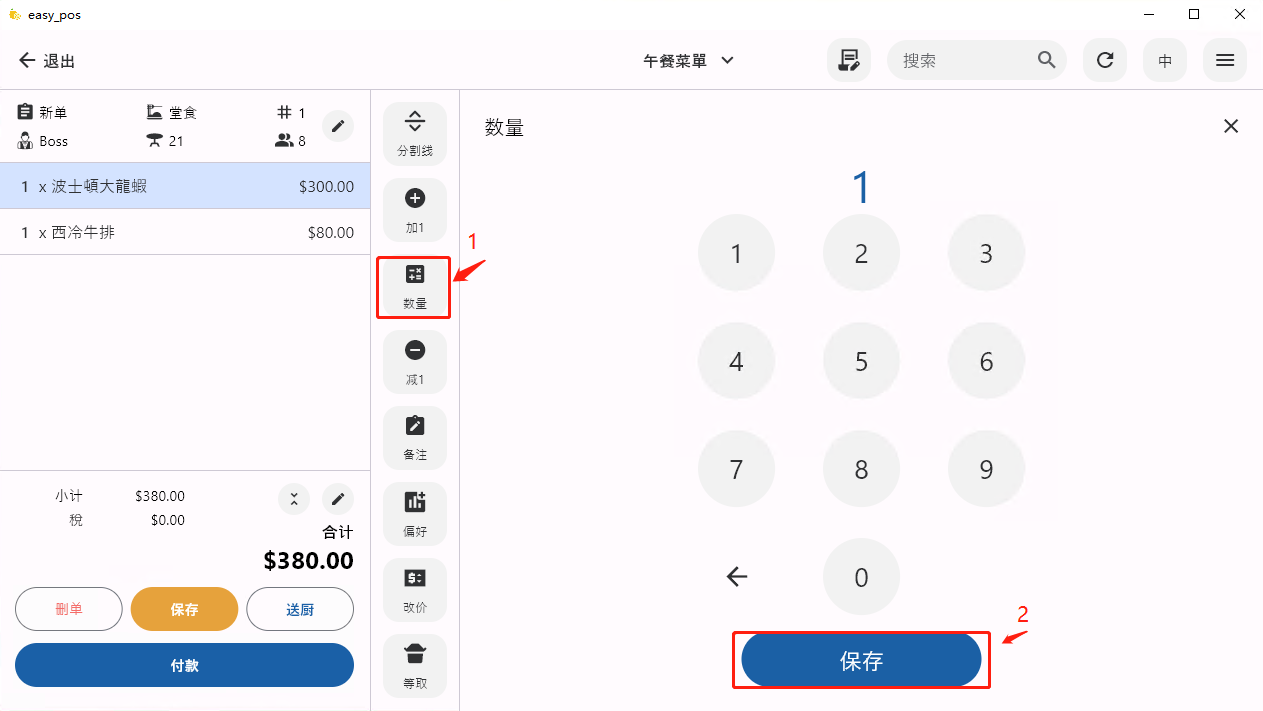 easy_pos
退出
午餐菜單
搜索
中
新单
堂食
1
Boss
21
8
1 x 波士頓大龍蝦 $300.00
1 x 西冷牛排 $80.00
小计 $380.00
稅 $0.00
合计
$380.00
删单
保存
送厨
付款
分割线
加1
数量
减1
备注
偏好
改价
等取
1
数量
1
1 2 3
4 5 6
7 8 9
0
2
保存